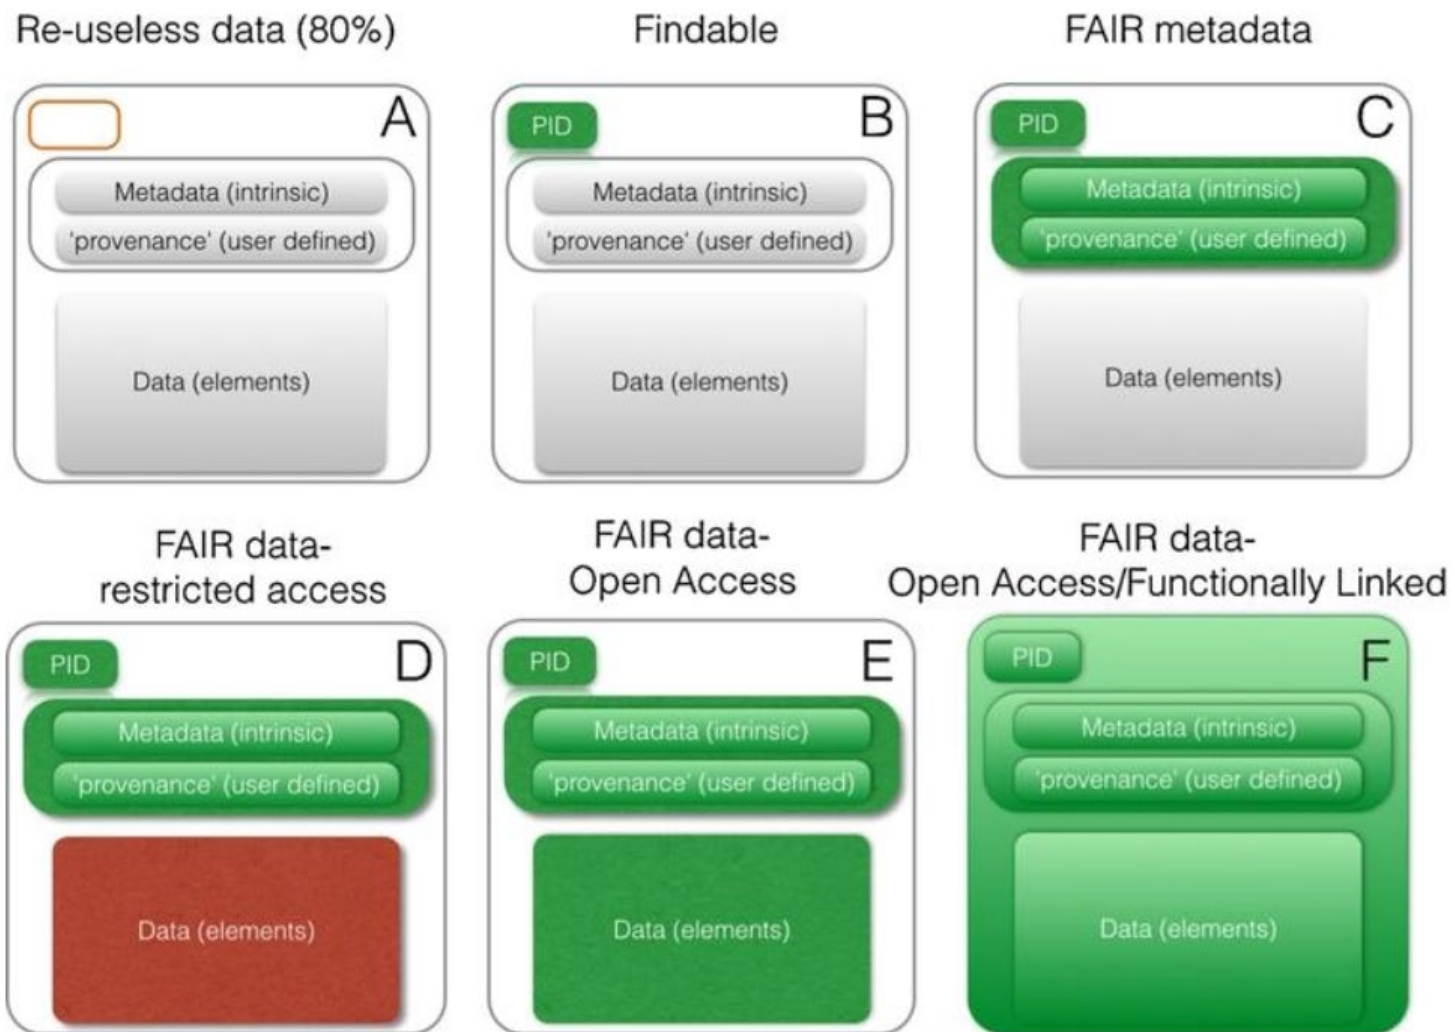 Re-useless data (80%)
Findable
FAIR metadata
A
Metadata (intrinsic)
'provenance' (user defined)
Data (elements)
PID
B
Metadata (intrinsic)
'provenance' (user defined)
Data (elements)
PID
C
Metadata (intrinsic)
'provenance' (user defined)
Data (elements)
FAIR data-
restricted access
FAIR data-
Open Access
FAIR data-
Open Access/Functionally Linked
PID
D
Metadata (intrinsic)
'provenance' (user defined)
Data (elements)
PID
E
Metadata (intrinsic)
'provenance' (user defined)
Data (elements)
PID
F
Metadata (intrinsic)
'provenance' (user defined)
Data (elements)